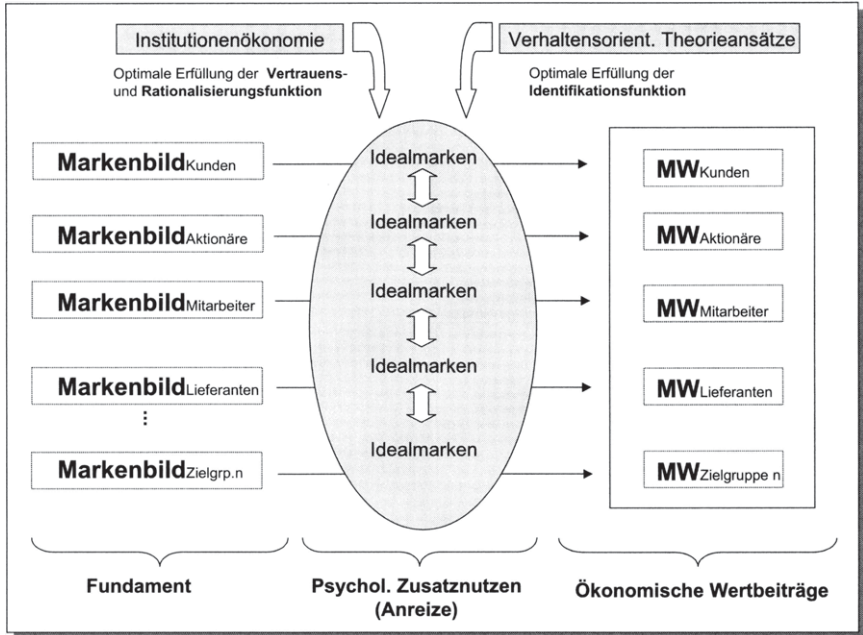 Institutionenökonomie
Verhaltensorient. Theorieansätze
Optimale Erfüllung der Vertrauens-
und Rationalisierungsfunktion
Optimale Erfüllung der
Identifikationsfunktion
MarkenbildKunden
Idealmarken
MWKunden
MarkenbildAktionäre
Idealmarken
MWAktionäre
MarkenbildMitarbeiter
Idealmarken
MWMitarbeiter
MarkenbildLieferanten
Idealmarken
MWLieferanten
⋮
MarkenbildZielgrp.n
Idealmarken
MWZielgruppe n
Fundament
Psychol. Zusatznutzen
(Anreize)
Ökonomische Wertbeiträge